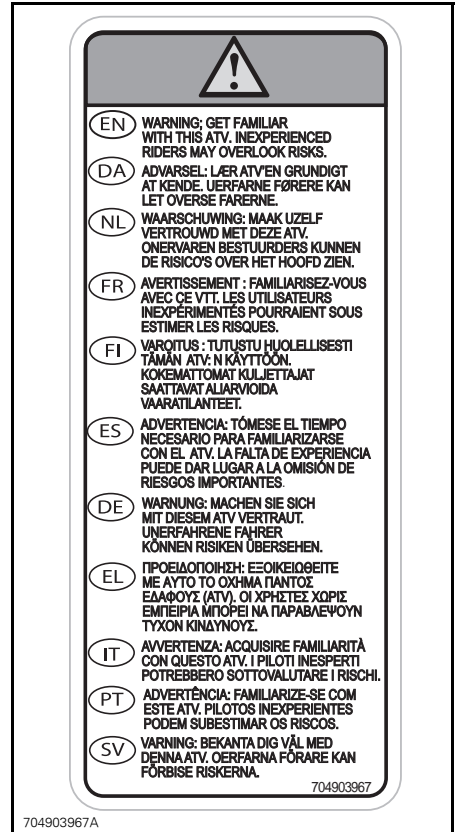 EN WARNING; GET FAMILIAR
WITH THIS ATV. INEXPERIENCED
RIDERS MAY OVERLOOK RISKS.
DA ADVARSEL: LÆR ATV'EN GRUNDIGT
AT KENDE. UERFARNE FØRERE KAN
LET OVERSE FARERNE.
NL WAARSCHUWING: MAAK UZELF
VERTROUWD MET DEZE ATV.
ONERVAREN BESTUURDERS KUNNEN
DE RISICO'S OVER HET HOOFD ZIEN.
FR AVERTISSEMENT : FAMILIARISEZ-VOUS
AVEC CE VTT. LES UTILISATEURS
INEXPÉRIMENTÉS POURRAIENT SOUS
ESTIMER LES RISQUES.
FI VAROITUS : TUTUSTU HUOLELLISESTI
TÄMÄN ATV: N KÄYTTÖÖN.
KOKEMATTOMAT KULJETTAJAT
SAATTAVAT ALIARVIOIDA
VAARATILANTEET.
ES ADVERTENCIA: TÓMESE EL TIEMPO
NECESARIO PARA FAMILIARIZARSE
CON EL ATV. LA FALTA DE EXPERIENCIA
PUEDE DAR LUGAR A LA OMISIÓN DE
RIESGOS IMPORTANTES.
DE WARNUNG: MACHEN SIE SICH
MIT DIESEM ATV VERTRAUT.
UNERFAHRENE FAHRER
KÖNNEN RISIKEN ÜBERSEHEN.
EL ΠΡΟΕΙΔΟΠΟΙΗΣΗ: ΕΞΟΙΚΕΙΩΘΕΙΤΕ
ΜΕ ΑΥΤΟ ΤΟ ΟΧΗΜΑ ΠΑΝΤΟΣ
ΕΔΑΦΟΥΣ (ATV). ΟΙ ΧΡΗΣΤΕΣ ΧΩΡΙΣ
ΕΜΠΕΙΡΙΑ ΜΠΟΡΕΙ ΝΑ ΠΑΡΑΒΛΕΨΟΥΝ
ΤΥΧΟΝ ΚΙΝΔΥΝΟΥΣ.
IT AVVERTENZA: ACQUISIRE FAMILIARITÀ
CON QUESTO ATV. I PILOTI INESPERTI
POTREBBERO SOTTOVALUTARE I RISCHI.
PT ADVERTÊNCIA: FAMILIARIZE-SE COM
ESTE ATV. PILOTOS INEXPERIENTES
PODEM SUBESTIMAR OS RISCOS.
SV VARNING: BEKANTA DIG VÄL MED
DENNA ATV. OERFARNA FÖRARE KAN
FÖRBISE RISKERNA.
704903967
704903967A